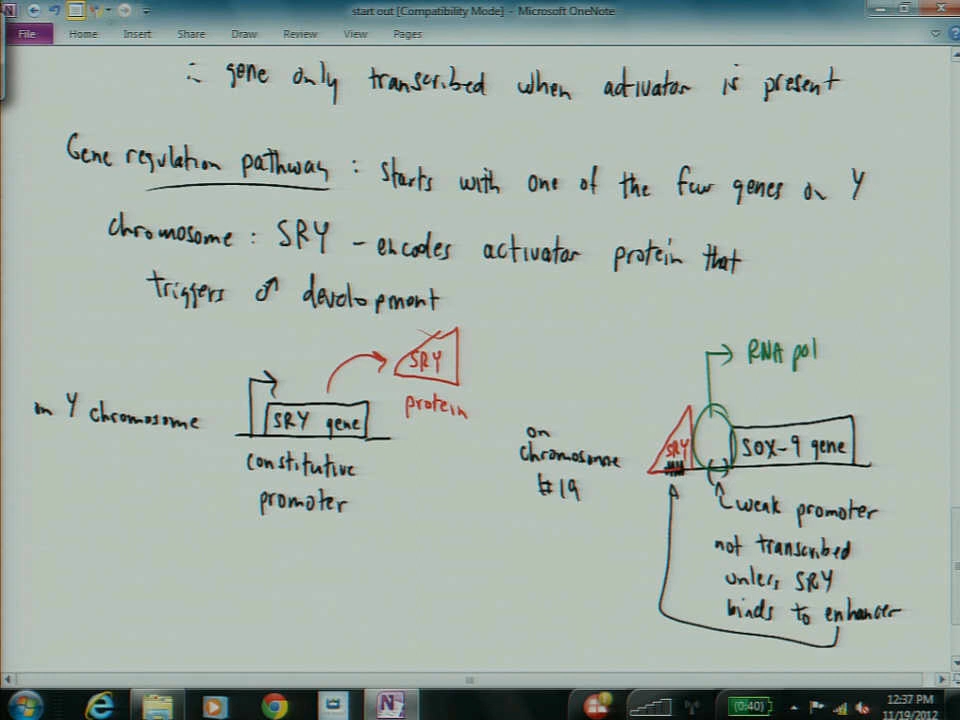 start out [Compatibility Mode] - Microsoft OneNote
File Home Insert Share Draw Review View Pages
∴ gene only transcribed when activator is present
Gene regulation pathway : starts with one of the few genes on Y
chromosome : SRY - encodes activator protein that
triggers ♂ development
on Y chromosome
SRY gene
constitutive
promoter
SRY
protein
on
chromosome
#19
SRY
RNA pol
SOX-9 gene
weak promoter
not transcribed
unless SRY
binds to enhancer
(0:40)
12:37 PM
11/19/2012